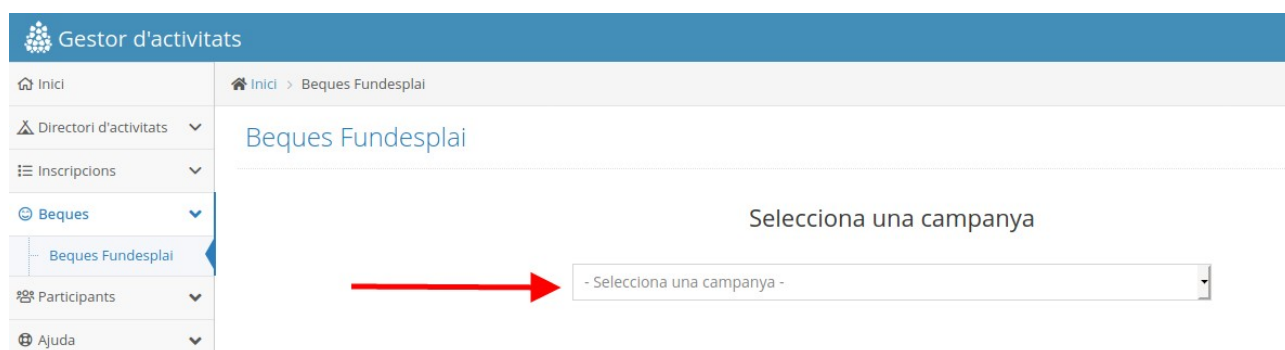 Gestor d'activitats
Inici
Inici > Beques Fundesplai
Directori d'activitats
Beques Fundesplai
Inscripcions
Beques
Selecciona una campanya
Beques Fundesplai
- Selecciona una campanya -
Participants
Ajuda